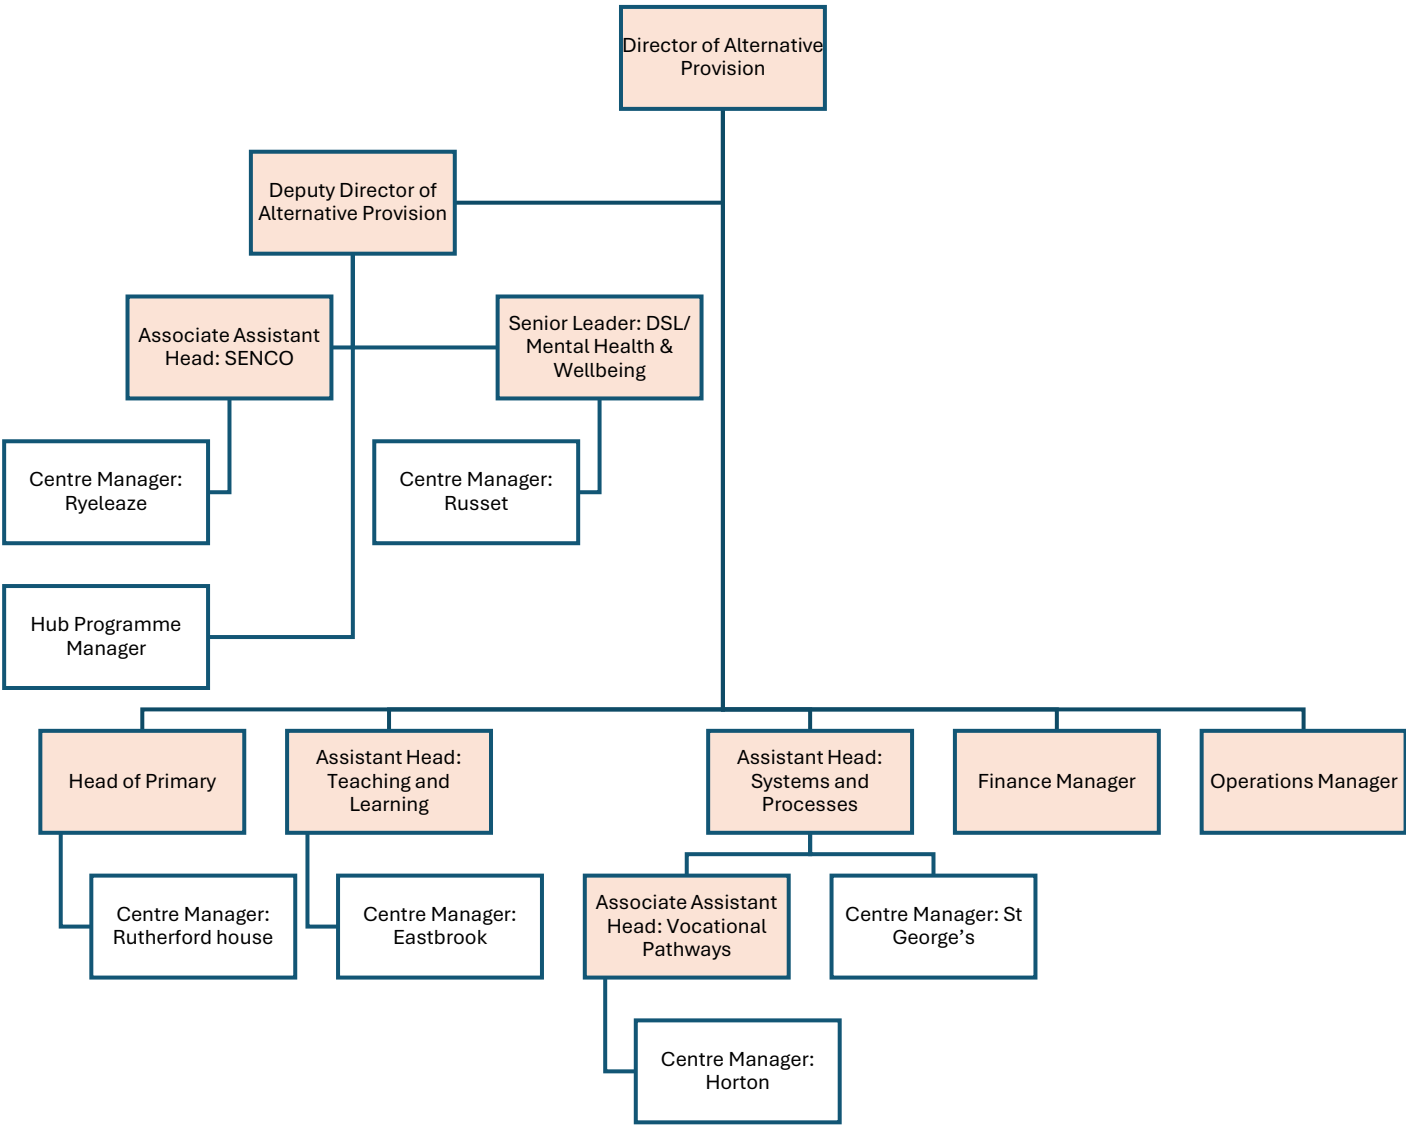 Director of Alternative
Provision
Deputy Director of
Alternative Provision
Associate Assistant
Head: SENCO
Senior Leader: DSL/
Mental Health &
Wellbeing
Centre Manager:
Ryeleaze
Centre Manager:
Russet
Hub Programme
Manager
Head of Primary
Assistant Head:
Teaching and
Learning
Assistant Head:
Systems and
Processes
Finance Manager
Operations Manager
Centre Manager:
Rutherford house
Centre Manager:
Eastbrook
Associate Assistant
Head: Vocational
Pathways
Centre Manager: St
George’s
Centre Manager:
Horton